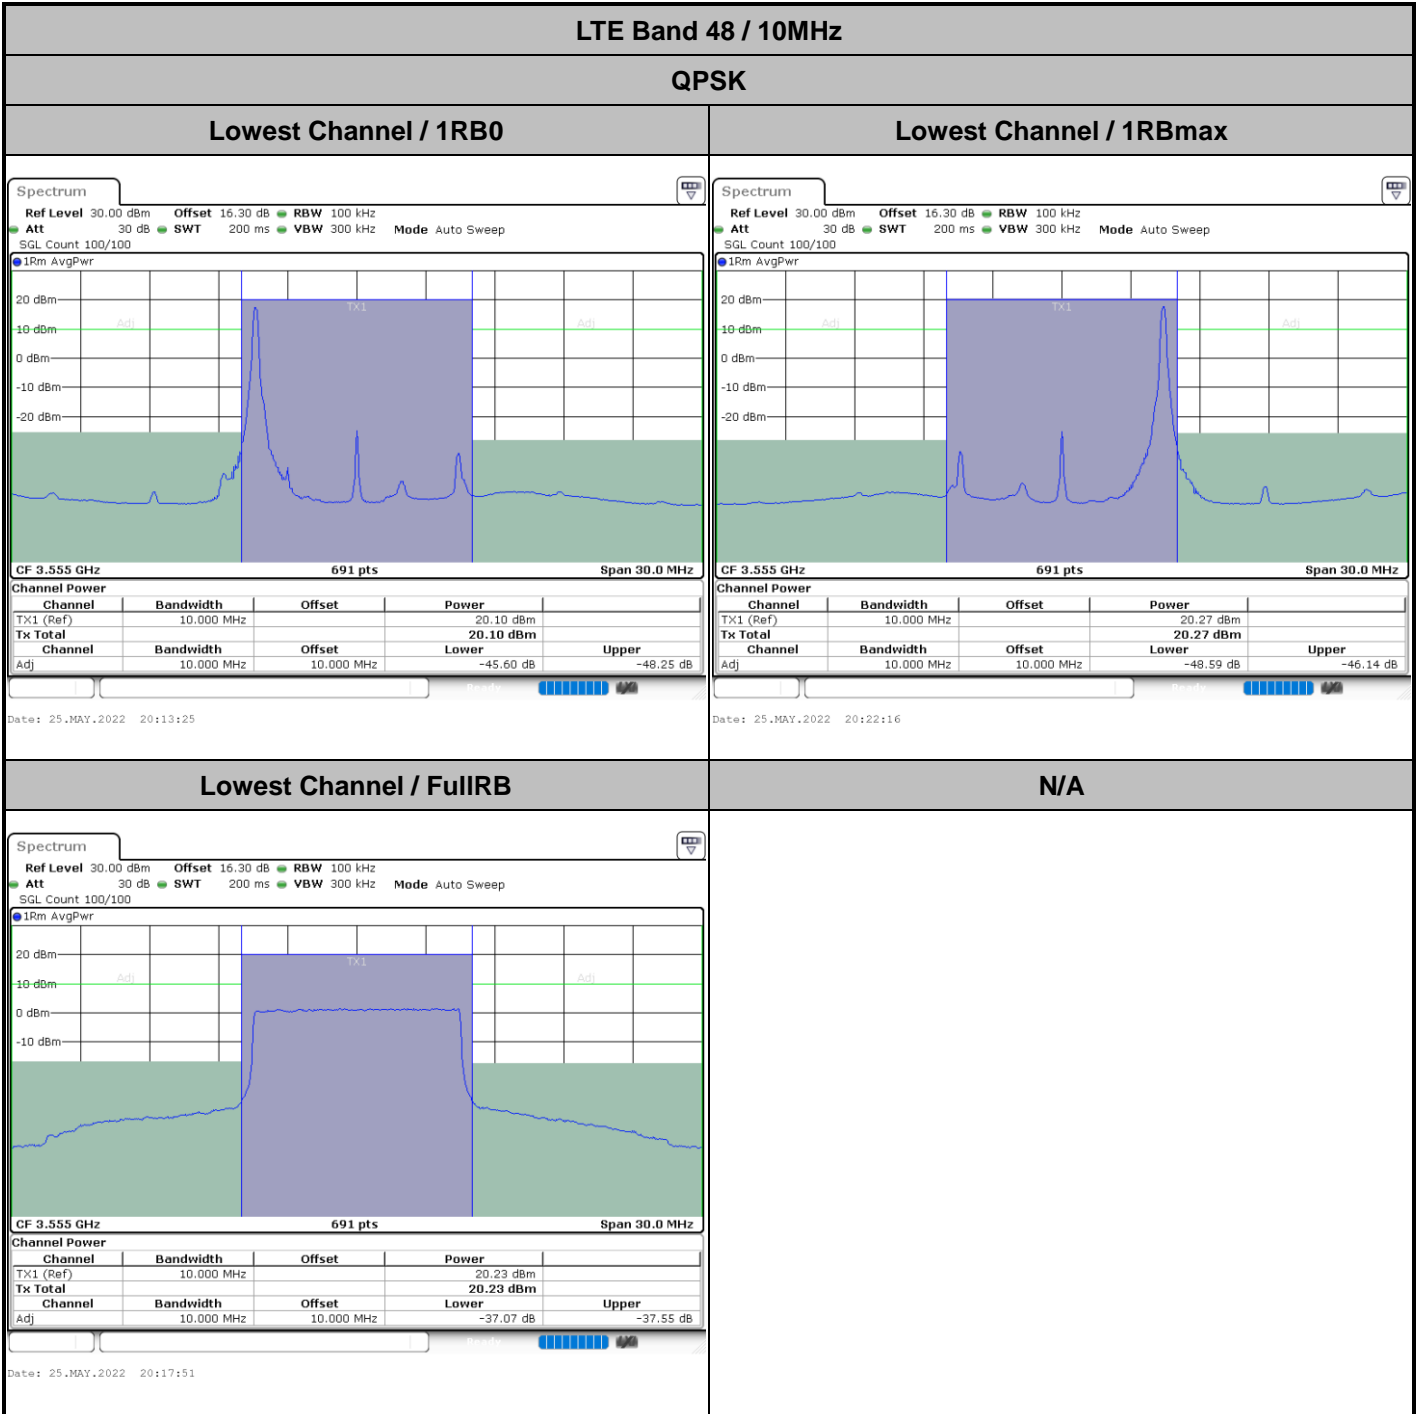 LTE Band 48 / 10MHz
QPSK
Lowest Channel / 1RB0
Lowest Channel / 1RBmax
Spectrum
Ref Level 30.00 dBm Offset 16.30 dB RBW 100 kHz
Att 30 dB SWT 200 ms VBW 300 kHz Mode Auto Sweep
SGL Count 100/100
1Rm AvgPwr
TX1
Adj
Adj
20 dBm
10 dBm
0 dBm
-10 dBm
-20 dBm
CF 3.555 GHz 691 pts Span 30.0 MHz
Channel Power
Channel Bandwidth Offset Power
TX1 (Ref) 10.000 MHz 20.10 dBm
Tx Total 20.10 dBm
Channel Bandwidth Offset Lower Upper
Adj 10.000 MHz 10.000 MHz -45.60 dB -48.25 dB
Ready
Date: 25.MAY.2022 20:13:25
Spectrum
Ref Level 30.00 dBm Offset 16.30 dB RBW 100 kHz
Att 30 dB SWT 200 ms VBW 300 kHz Mode Auto Sweep
SGL Count 100/100
1Rm AvgPwr
TX1
Adj
Adj
20 dBm
10 dBm
0 dBm
-10 dBm
-20 dBm
CF 3.555 GHz 691 pts Span 30.0 MHz
Channel Power
Channel Bandwidth Offset Power
TX1 (Ref) 10.000 MHz 20.27 dBm
Tx Total 20.27 dBm
Channel Bandwidth Offset Lower Upper
Adj 10.000 MHz 10.000 MHz -48.59 dB -46.14 dB
Ready
Date: 25.MAY.2022 20:22:16
Lowest Channel / FullRB
N/A
Spectrum
Ref Level 30.00 dBm Offset 16.30 dB RBW 100 kHz
Att 30 dB SWT 200 ms VBW 300 kHz Mode Auto Sweep
SGL Count 100/100
1Rm AvgPwr
TX1
Adj
Adj
20 dBm
10 dBm
0 dBm
-10 dBm
CF 3.555 GHz 691 pts Span 30.0 MHz
Channel Power
Channel Bandwidth Offset Power
TX1 (Ref) 10.000 MHz 20.23 dBm
Tx Total 20.23 dBm
Channel Bandwidth Offset Lower Upper
Adj 10.000 MHz 10.000 MHz -37.07 dB -37.55 dB
Ready
Date: 25.MAY.2022 20:17:51